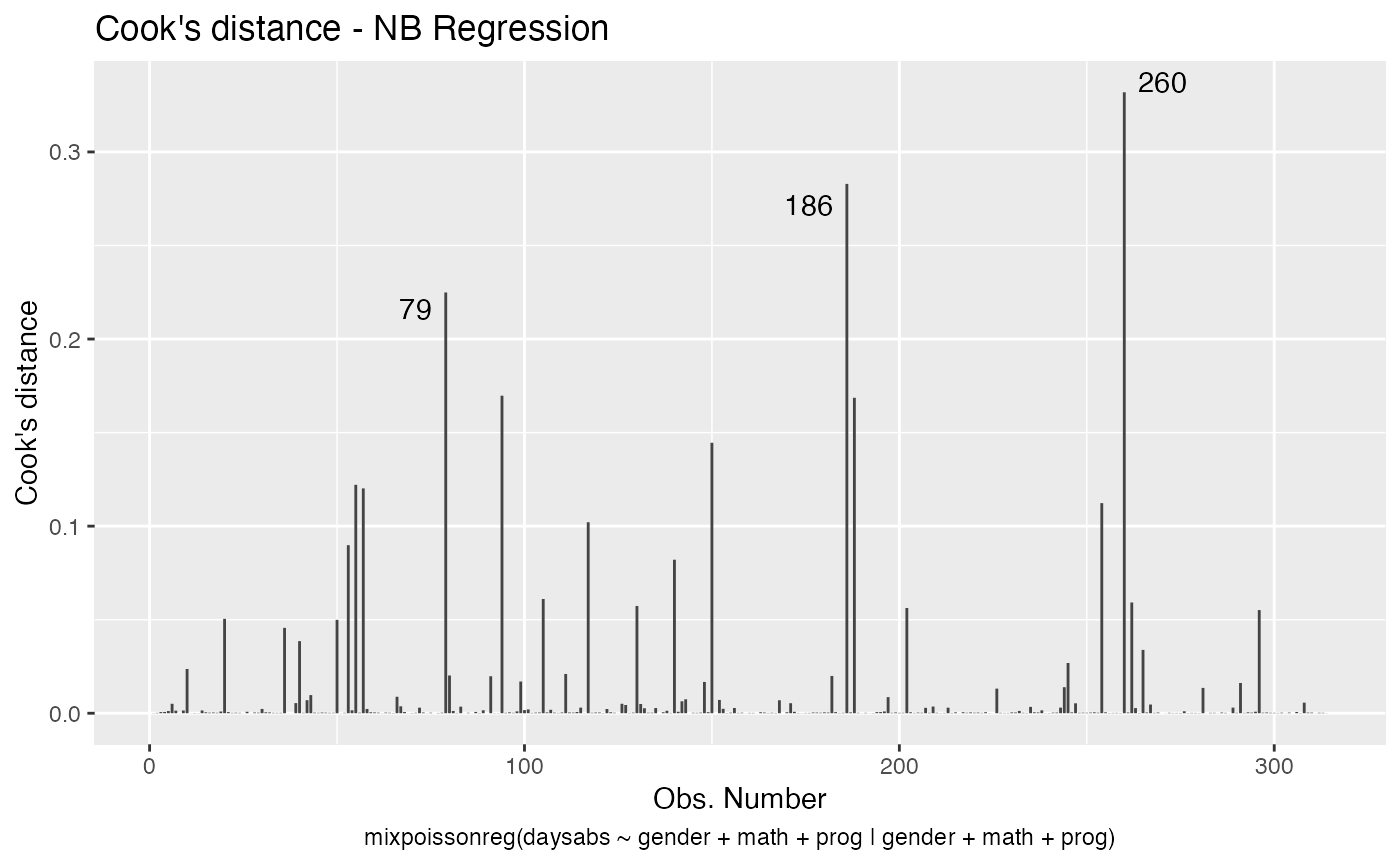 Cook's distance - NB Regression
260
0.3
186
79
0.2
Cook's distance
0.1
0.0
0
100
200
300
Obs. Number
mixpoissonreg(daysabs ~ gender + math + prog | gender + math + prog)